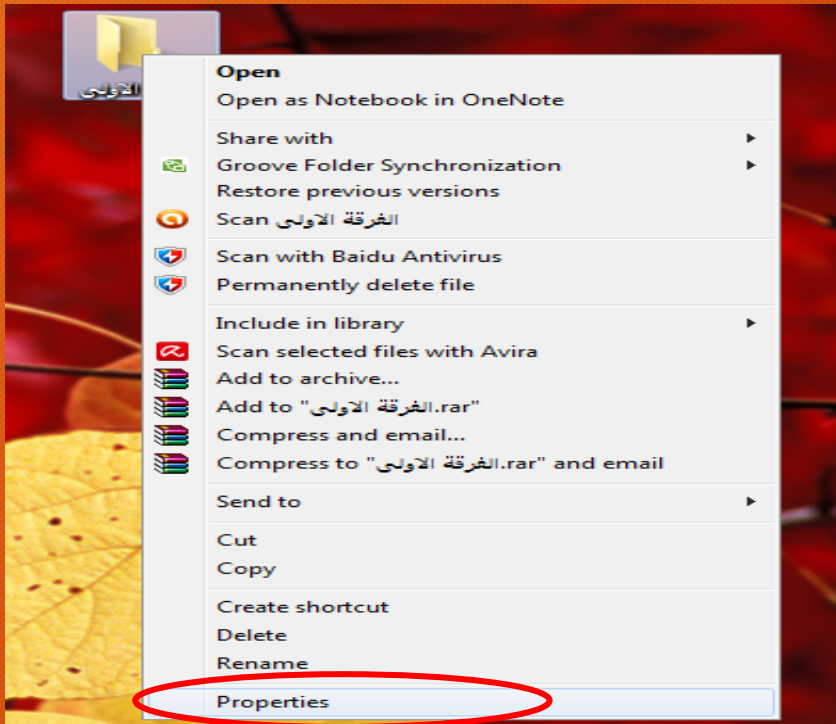 الاولى
Open
Open as Notebook in OneNote
Share with
Groove Folder Synchronization
Restore previous versions
Scan الفرقة الاولى
Scan with Baidu Antivirus
Permanently delete file
Include in library
Scan selected files with Avira
Add to archive...
Add to "الفرقة الاولى.rar"
Compress and email...
Compress to "الفرقة الاولى.rar" and email
Send to
Cut
Copy
Create shortcut
Delete
Rename
Properties